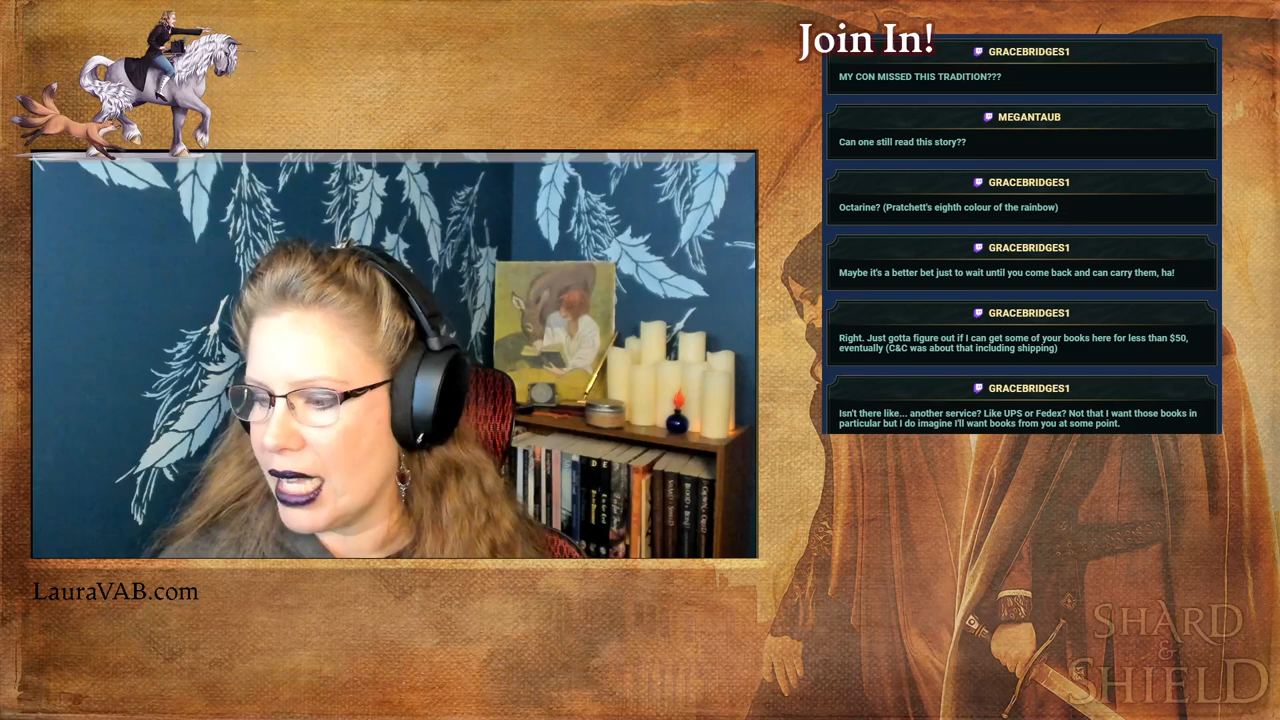 Join In!
GRACEBRIDGES1
MY CON MISSED THIS TRADITION???
MEGANTAUB
Can one still read this story??
GRACEBRIDGES1
Octarine? (Pratchett's eighth colour of the rainbow)
GRACEBRIDGES1
Maybe it's a better bet just to wait until you come back and can carry them, ha!
GRACEBRIDGES1
Right. Just gotta figure out if I can get some of your books here for less than $50,
eventually (C&C was about that including shipping)
GRACEBRIDGES1
Isn't there like... another service? Like UPS or Fedex? Not that I want those books in
particular but I do imagine I'll want books from you at some point.
LauraVAB.com
SHARD
&
SHIELD